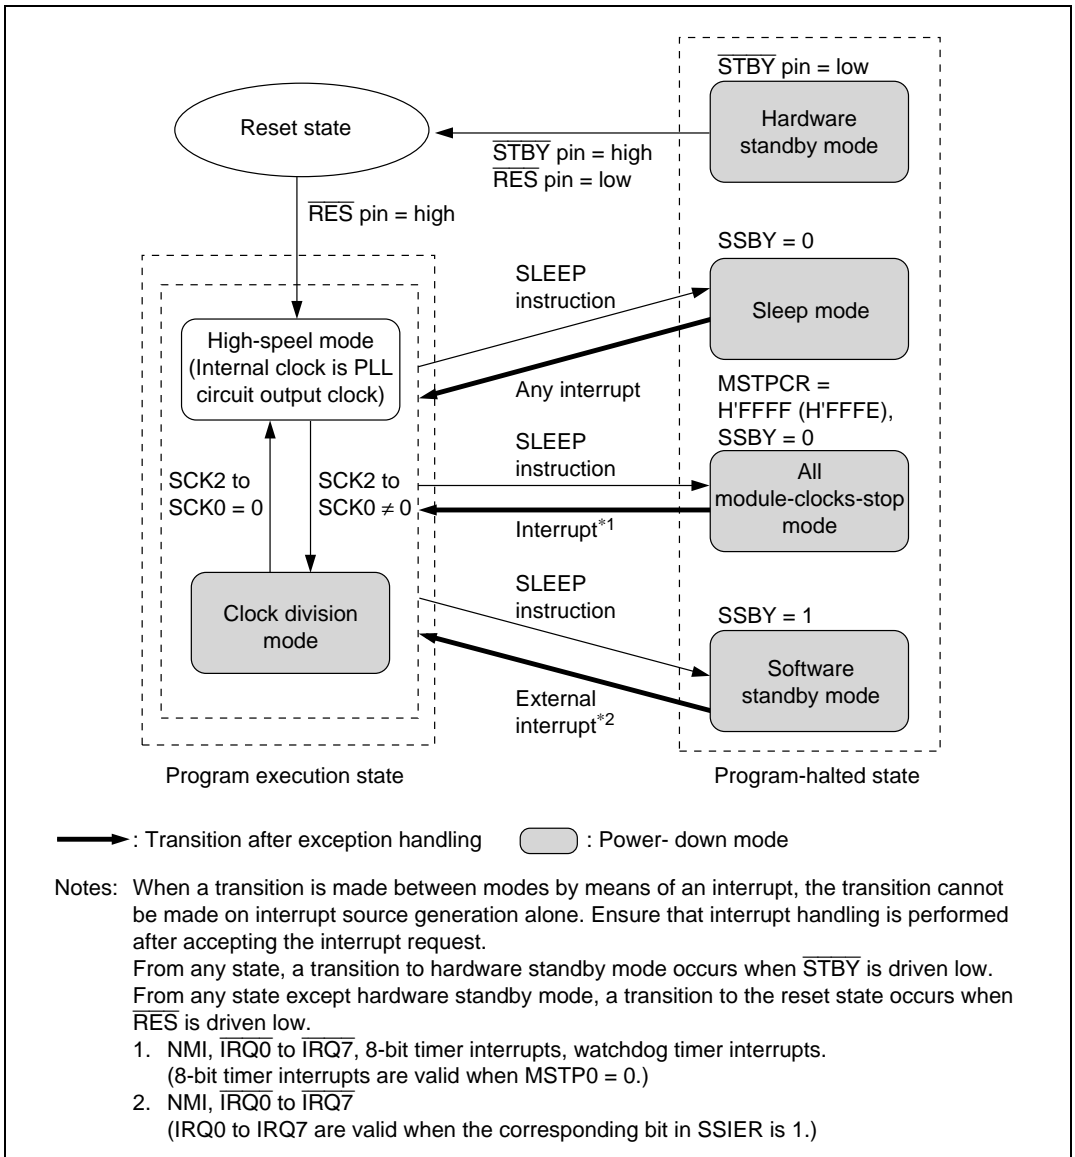 STBY pin = low
Hardware
standby mode
Reset state
STBY pin = high
RES pin = low
RES pin = high
SSBY = 0
SLEEP
instruction
Sleep mode
High-speel mode
(Internal clock is PLL
circuit output clock)
Any interrupt
MSTPCR =
H'FFFF (H'FFFE),
SSBY = 0
SLEEP
instruction
All
module-clocks-stop
mode
SCK2 to
SCK0 = 0
SCK2 to
SCK0 ≠ 0
Interrupt*1
SLEEP
instruction
Clock division
mode
SSBY = 1
Software
standby mode
External
interrupt*2
Program execution state
Program-halted state
: Transition after exception handling
: Power- down mode
Notes: When a transition is made between modes by means of an interrupt, the transition cannot
be made on interrupt source generation alone. Ensure that interrupt handling is performed
after accepting the interrupt request.
From any state, a transition to hardware standby mode occurs when STBY is driven low.
From any state except hardware standby mode, a transition to the reset state occurs when
RES is driven low.
1. NMI, IRQ0 to IRQ7, 8-bit timer interrupts, watchdog timer interrupts.
(8-bit timer interrupts are valid when MSTP0 = 0.)
2. NMI, IRQ0 to IRQ7
(IRQ0 to IRQ7 are valid when the corresponding bit in SSIER is 1.)